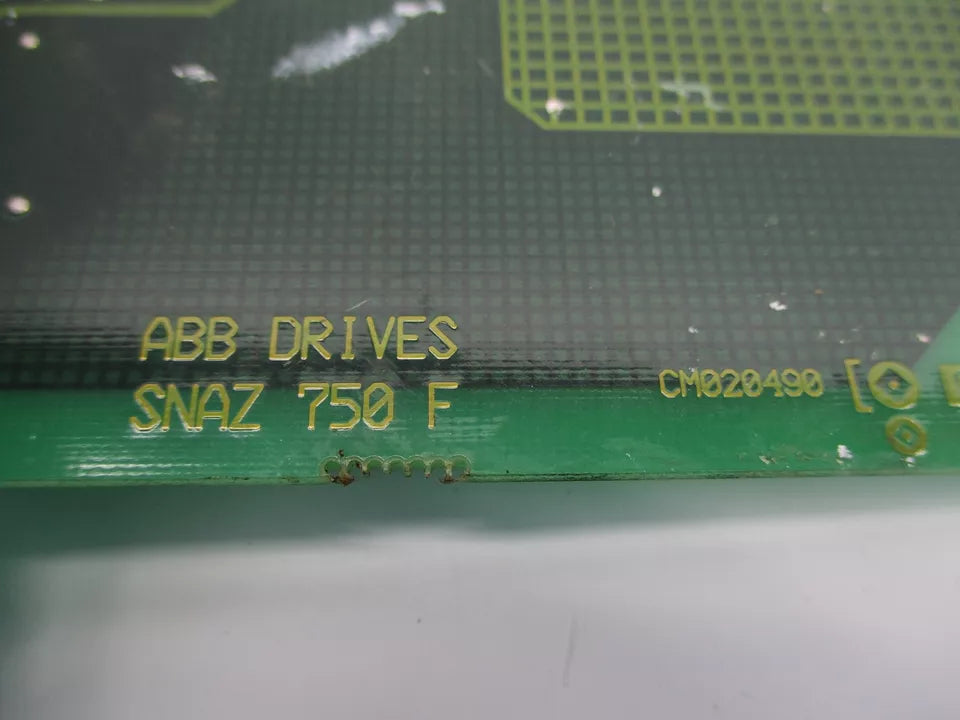 ABB DRIVES
SNAZ 750 F
CM020490